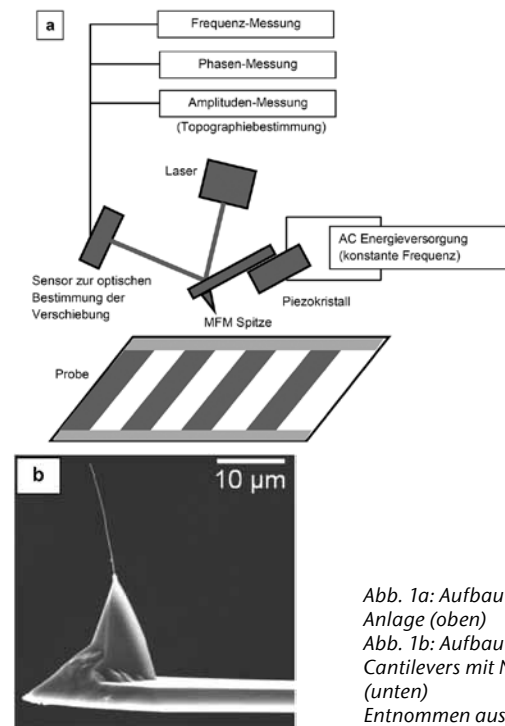 a
Frequenz-Messung
Phasen-Messung
Amplituden-Messung
(Topographiebestimmung)
Laser
AC Energieversorgung
(konstante Frequenz)
Sensor zur optischen
Bestimmung der
Verschiebung
Piezokristall
MFM Spitze
Probe
b
10 µm
Abb. 1a: Aufbau
Anlage (oben)
Abb. 1b: Aufbau
Cantilevers mit N
(unten)
Entnommen aus